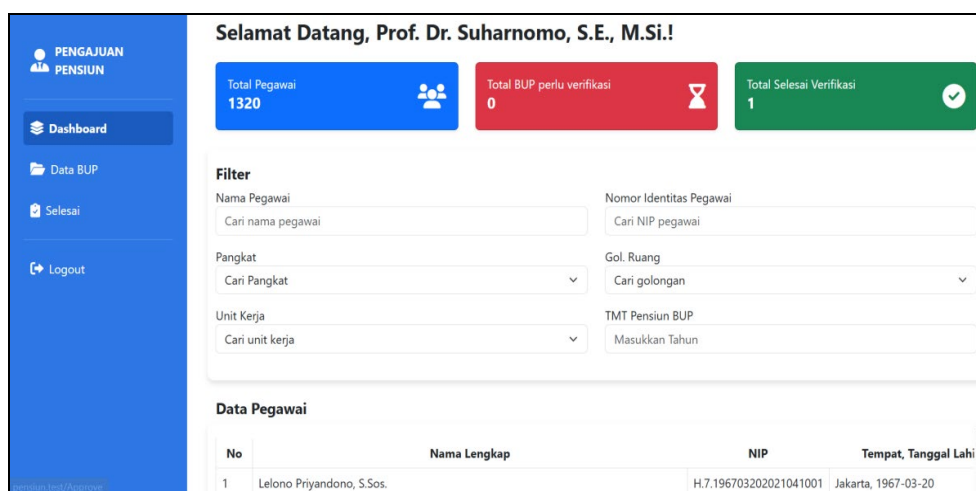 PENGAJUAN
PENSIUN
Dashboard
Data BUP
Selesai
Logout
Selamat Datang, Prof. Dr. Suharnomo, S.E., M.Si.!
Total Pegawai
1320
Total BUP perlu verifikasi
0
Total Selesai Verifikasi
1
Filter
Nama Pegawai
Cari nama pegawai
Nomor Identitas Pegawai
Cari NIP pegawai
Pangkat
Cari Pangkat
Gol. Ruang
Cari golongan
Unit Kerja
Cari unit kerja
TMT Pensiun BUP
Masukkan Tahun
Data Pegawai
No Nama Lengkap NIP Tempat, Tanggal Lahi
1 Lelono Priyandono, S.Sos. H.7.196703202021041001 Jakarta, 1967-03-20
pensiun.test/Approve